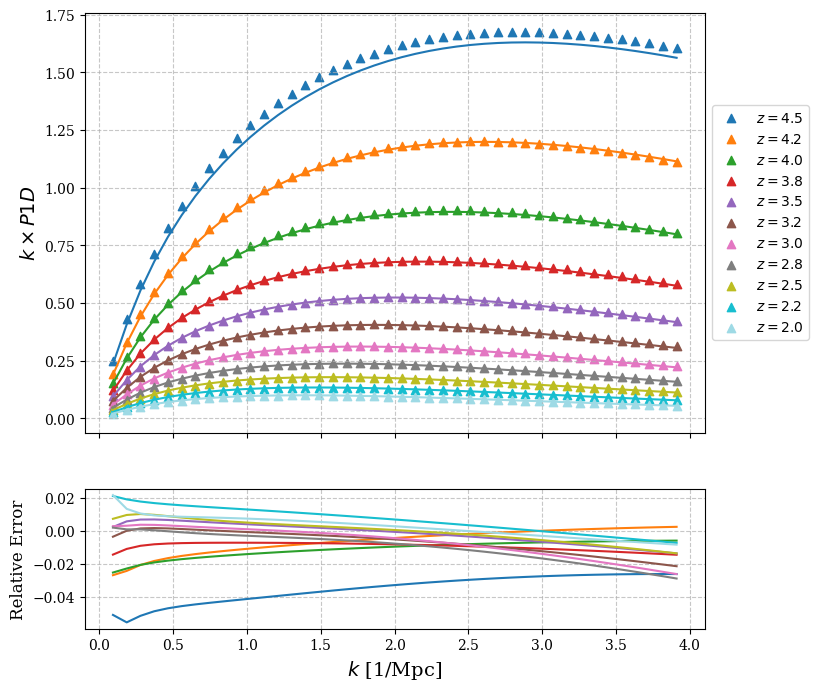 k × P1D
1.75
1.50
1.25
1.00
0.75
0.50
0.25
0.00
z = 4.5
z = 4.2
z = 4.0
z = 3.8
z = 3.5
z = 3.2
z = 3.0
z = 2.8
z = 2.5
z = 2.2
z = 2.0
Relative Error
0.02
0.00
−0.02
−0.04
0.0 0.5 1.0 1.5 2.0 2.5 3.0 3.5 4.0
k [1/Mpc]